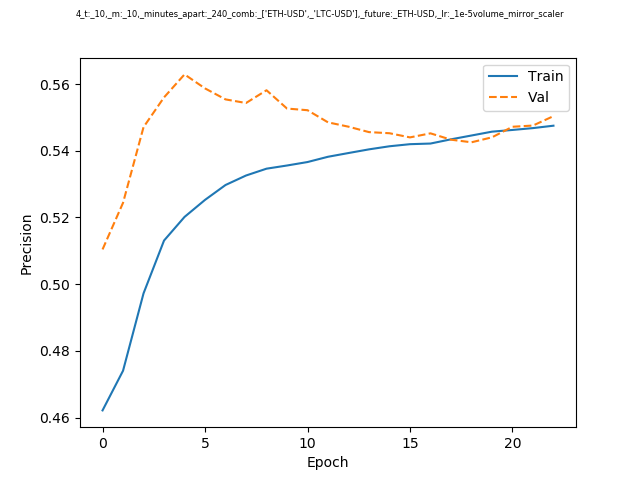 4_t:_10,_m:_10,_minutes_apart:_240_comb:_['ETH-USD',_'LTC-USD'],_future:_ETH-USD,_lr:_1e-5volume_mirror_scaler
Train
Val
0.56
0.54
0.52
0.50
0.48
0.46
Precision
0 5 10 15 20
Epoch